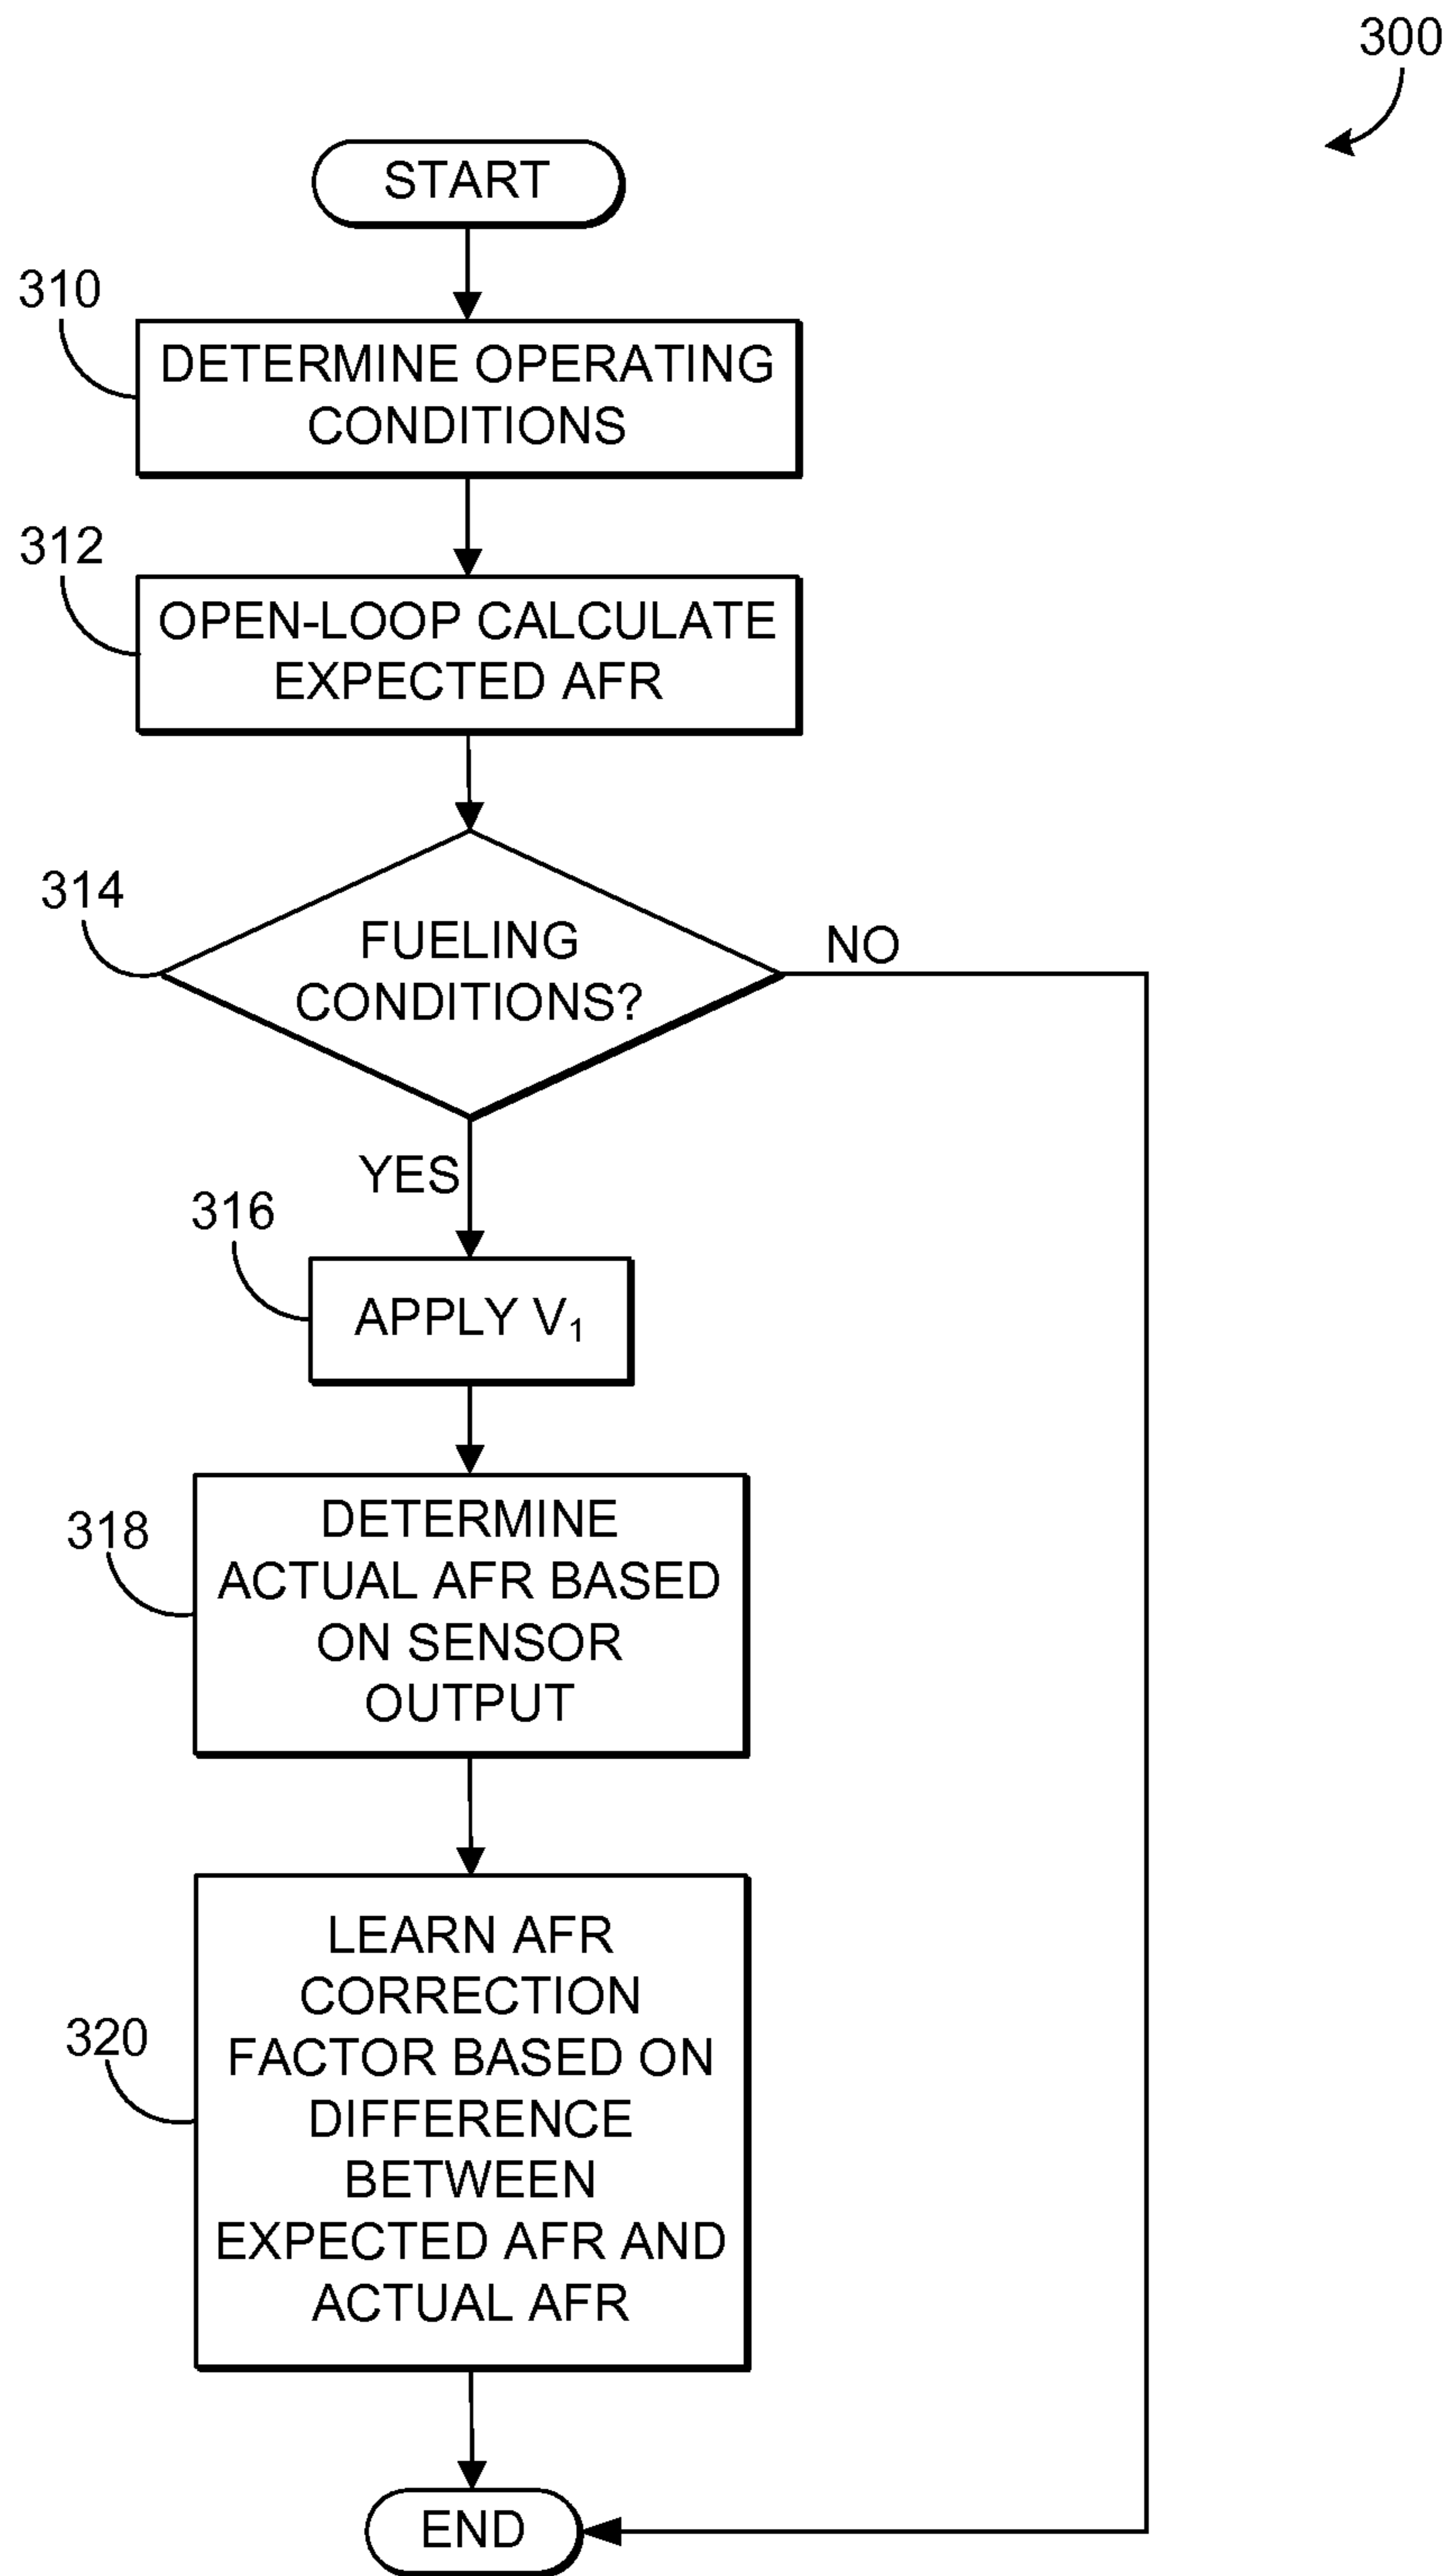 300
START
310
DETERMINE OPERATING
CONDITIONS
312
OPEN-LOOP CALCULATE
EXPECTED AFR
314
FUELING
CONDITIONS?
NO
YES
316
APPLY V₁
318
DETERMINE
ACTUAL AFR BASED
ON SENSOR
OUTPUT
320
LEARN AFR
CORRECTION
FACTOR BASED ON
DIFFERENCE
BETWEEN
EXPECTED AFR AND
ACTUAL AFR
END